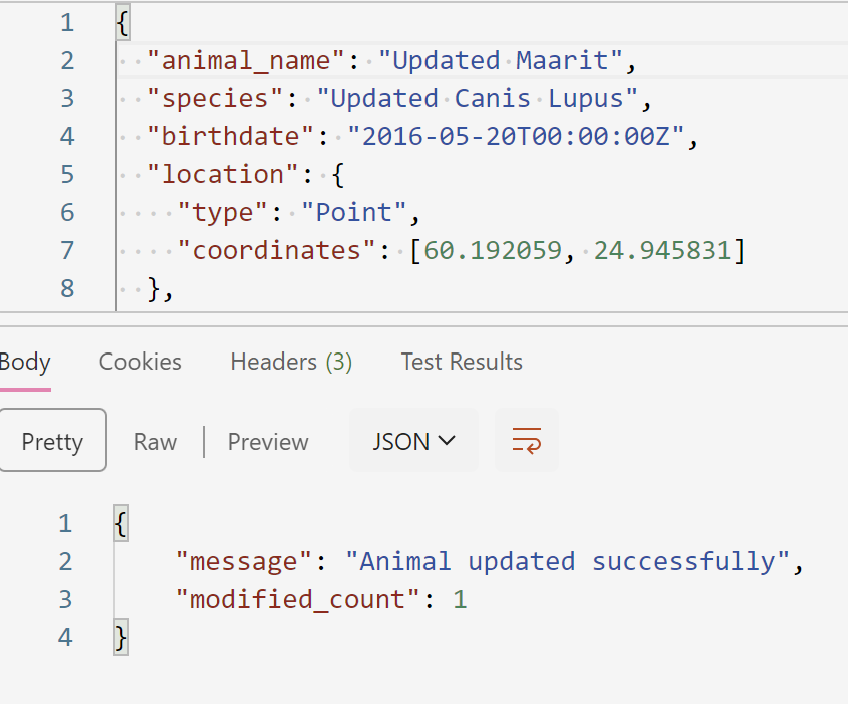 1 {
2 "animal_name": "Updated Maarit",
3 "species": "Updated Canis Lupus",
4 "birthdate": "2016-05-20T00:00:00Z",
5 "location": {
6 "type": "Point",
7 "coordinates": [60.192059, 24.945831]
8 },
Body Cookies Headers (3) Test Results
Pretty Raw Preview JSON
1 {
2 "message": "Animal updated successfully",
3 "modified_count": 1
4 }